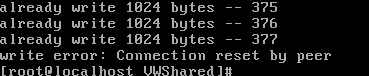 already write 1024 bytes -- 375
already write 1024 bytes -- 376
already write 1024 bytes -- 377
write error: Connection reset by peer
[root@localhost VWShared]#